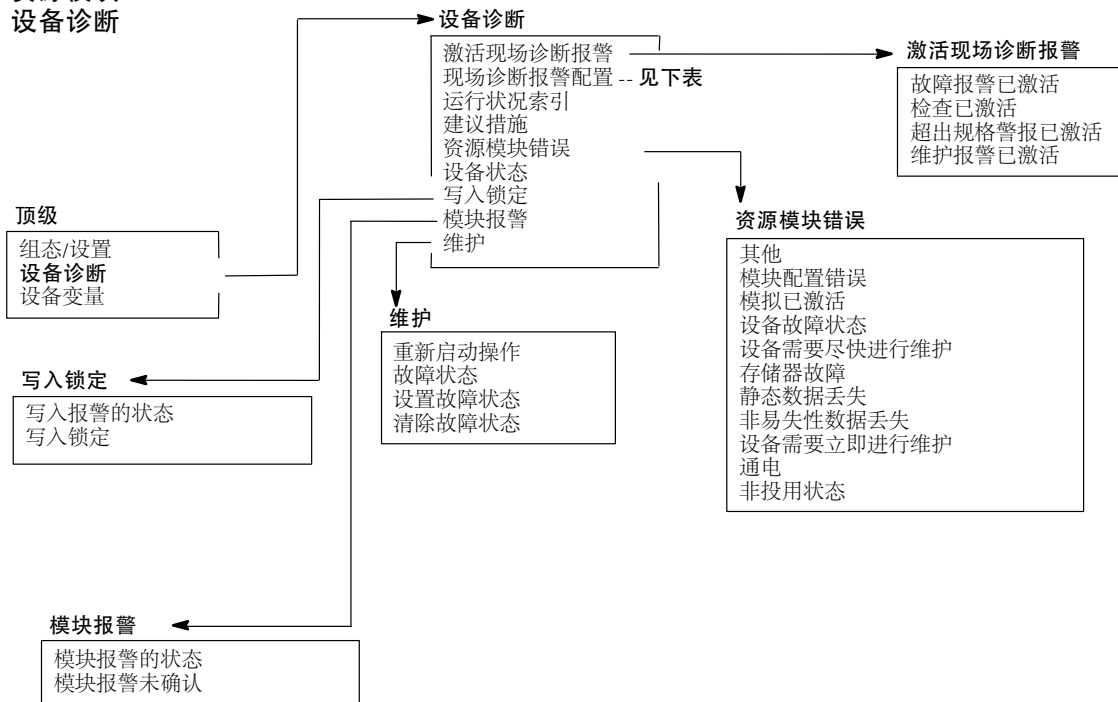 设备诊断
设备诊断
激活现场诊断报警
现场诊断报警配置 -- 见下表
运行状况索引
建议措施
资源模块错误
设备状态
写入锁定
模块报警
维护
激活现场诊断报警
故障报警已激活
检查已激活
超出规格警报已激活
维护报警已激活
顶级
组态/设置
设备诊断
设备变量
资源模块错误
其他
模块配置错误
模拟已激活
设备故障状态
设备需要尽快进行维护
存储器故障
静态数据丢失
非易失性数据丢失
设备需要立即进行维护
通电
非投用状态
维护
重新启动操作
故障状态
设置故障状态
清除故障状态
写入锁定
写入报警的状态
写入锁定
模块报警
模块报警的状态
模块报警未确认